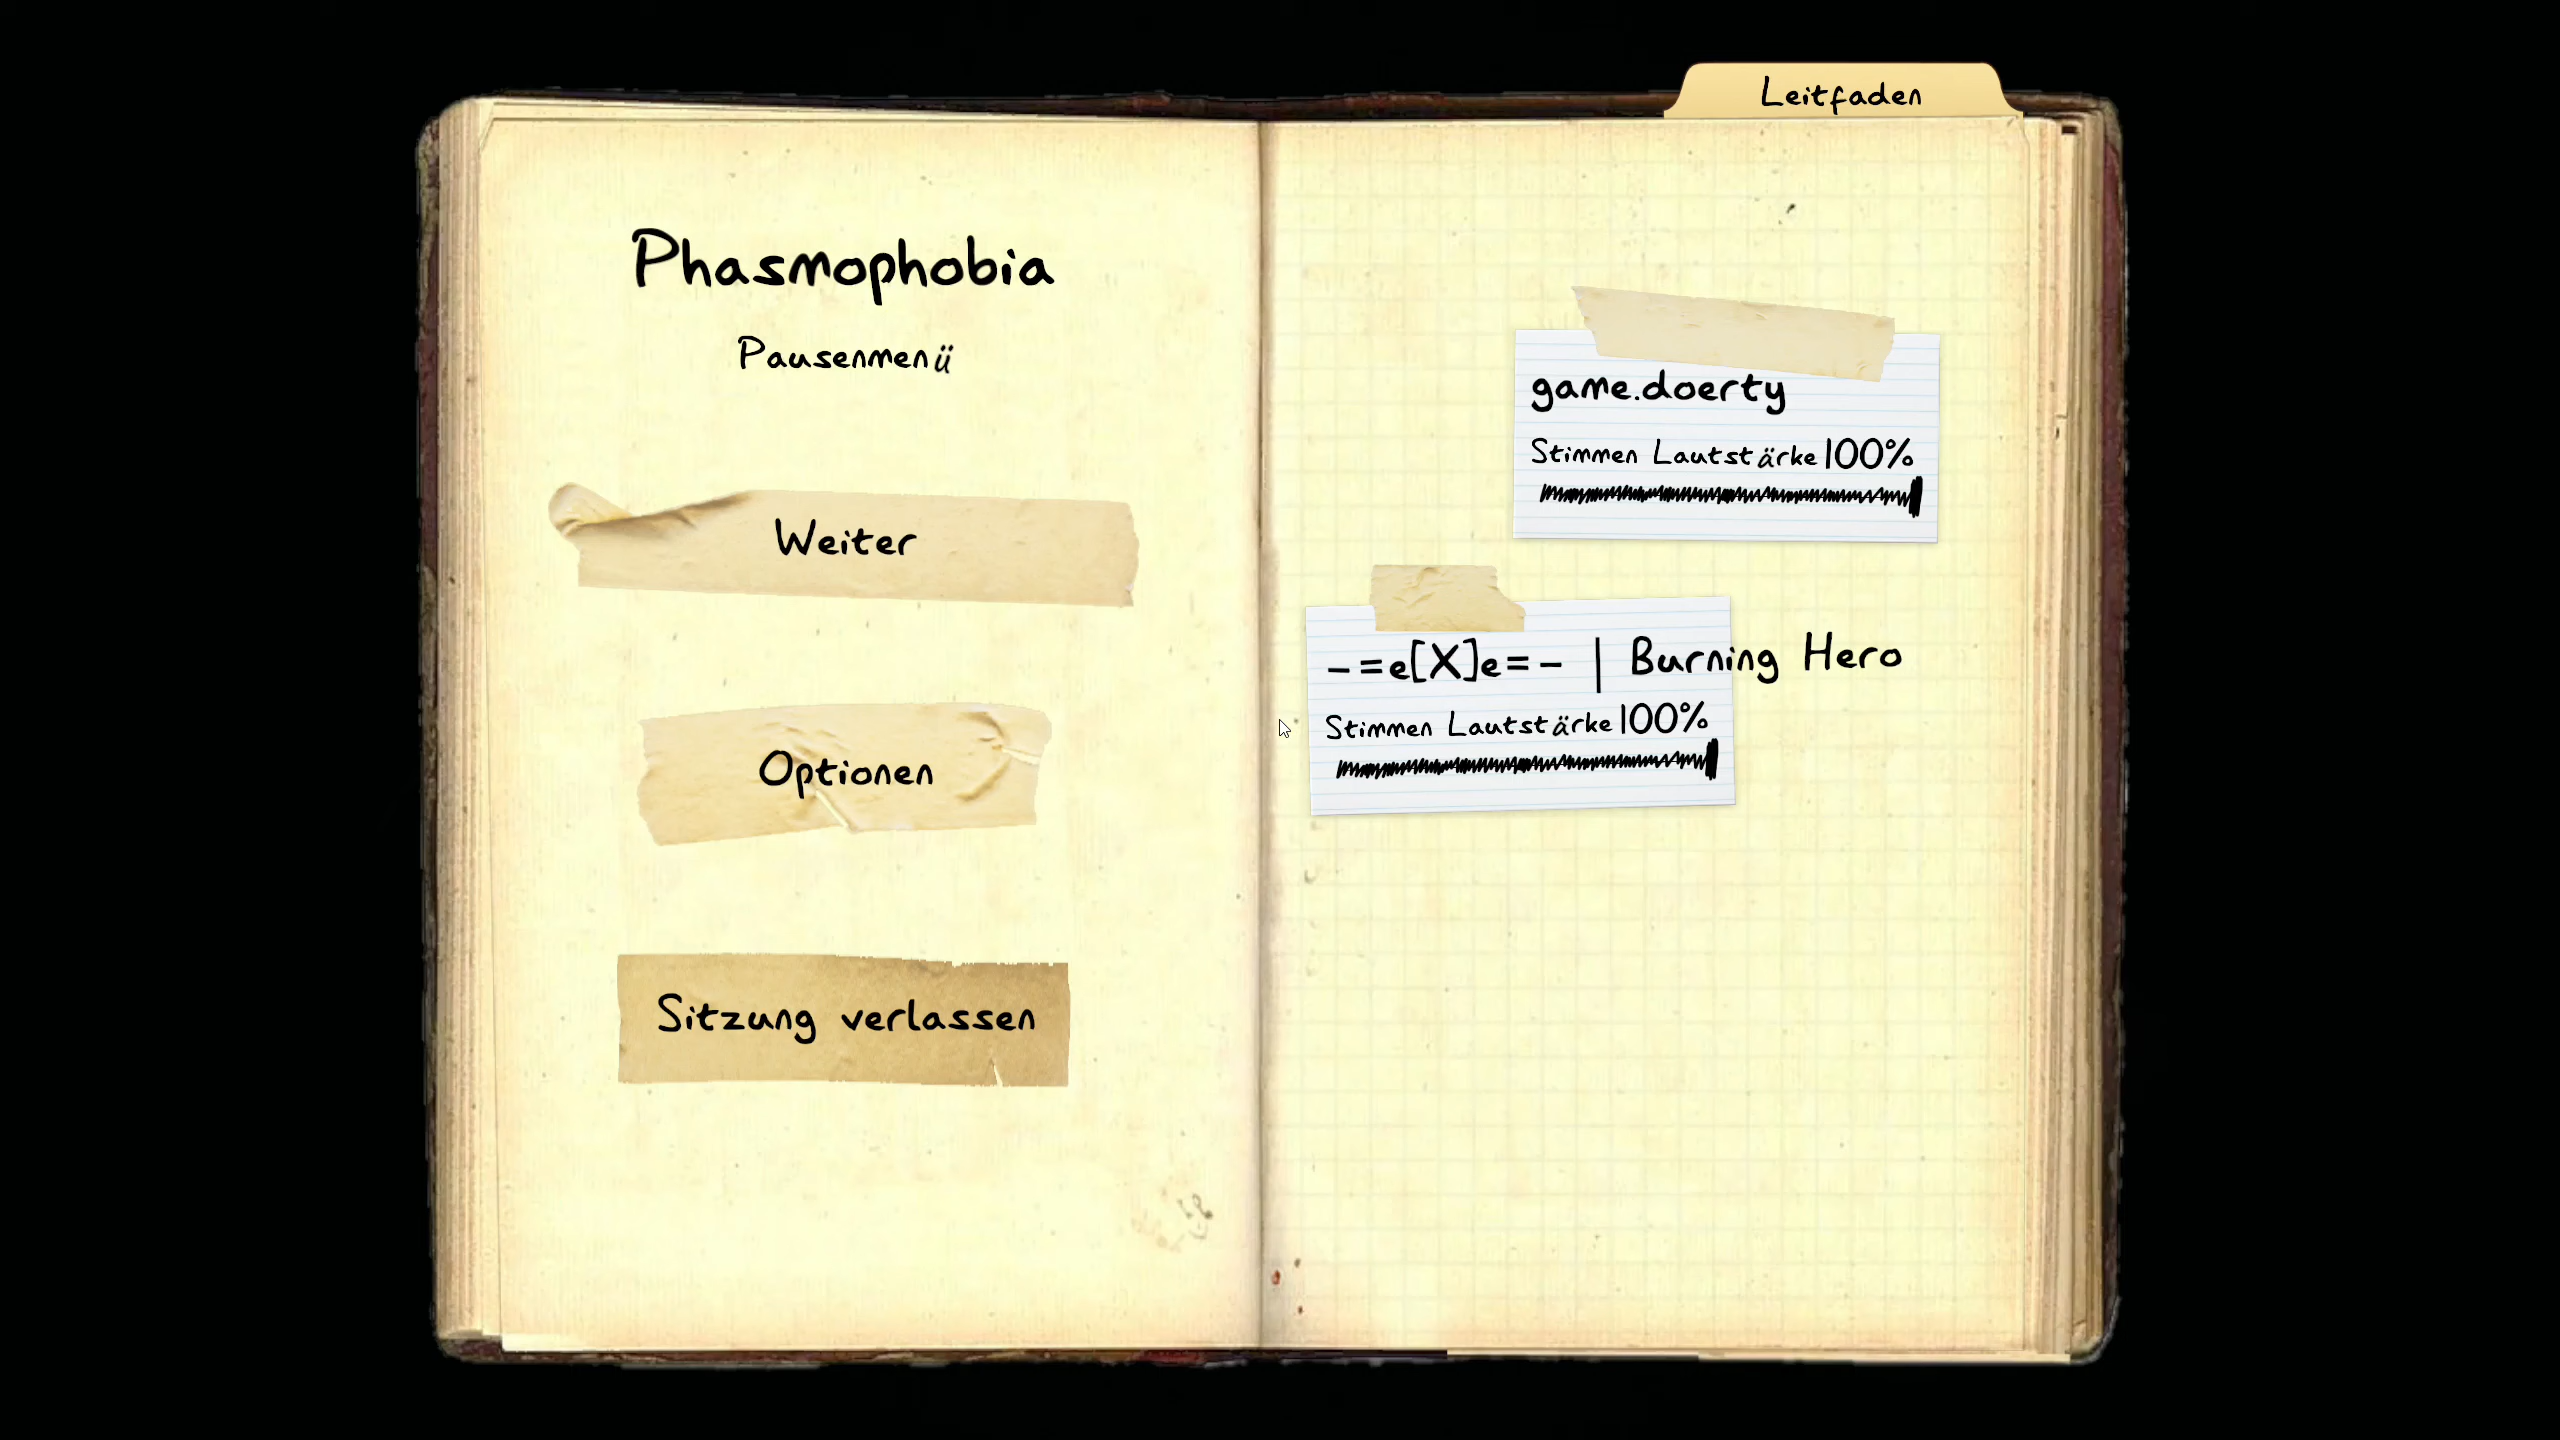 Leitfaden
Phasmophobia
Pausenmenü
Weiter
Optionen
Sitzung verlassen
game.doerty
Stimmen Lautstärke 100%
-=e[X]e=- | Burning Hero
Stimmen Lautstärke 100%